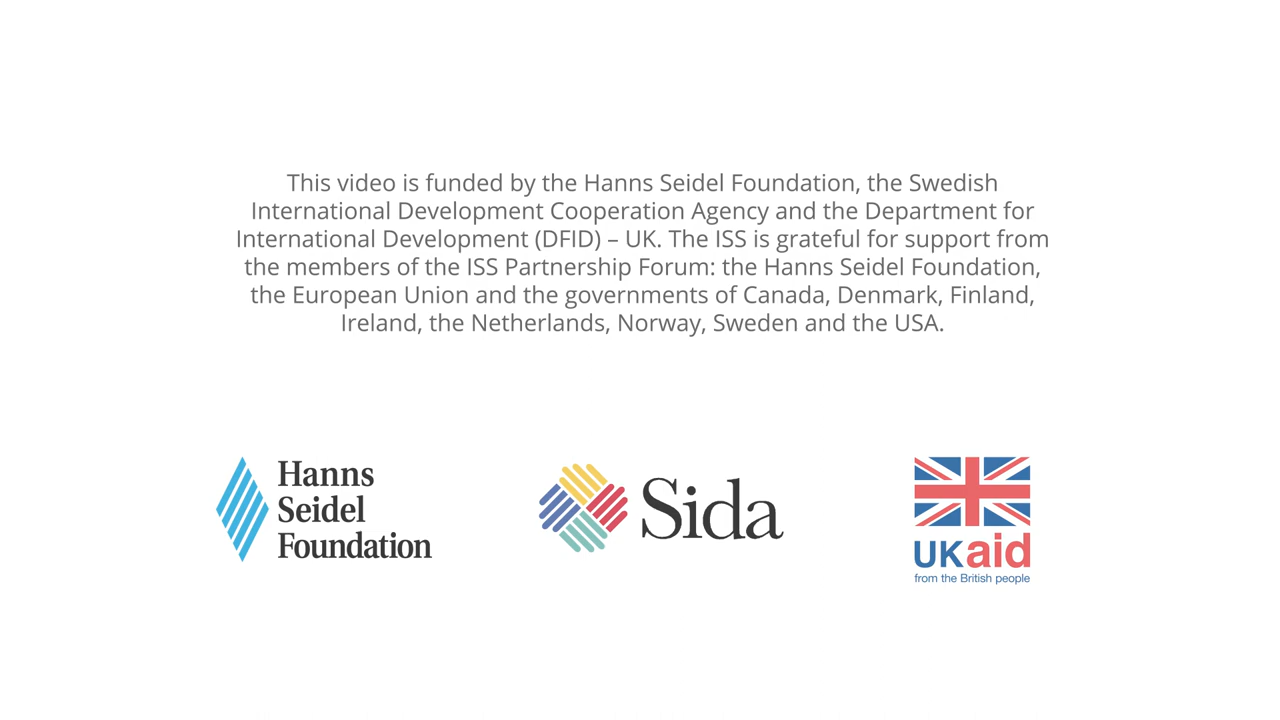 This video is funded by the Hanns Seidel Foundation, the Swedish
International Development Cooperation Agency and the Department for
International Development (DFID) – UK. The ISS is grateful for support from
the members of the ISS Partnership Forum: the Hanns Seidel Foundation,
the European Union and the governments of Canada, Denmark, Finland,
Ireland, the Netherlands, Norway, Sweden and the USA.
Hanns
Seidel
Foundation
Sida
UKaid
from the British people